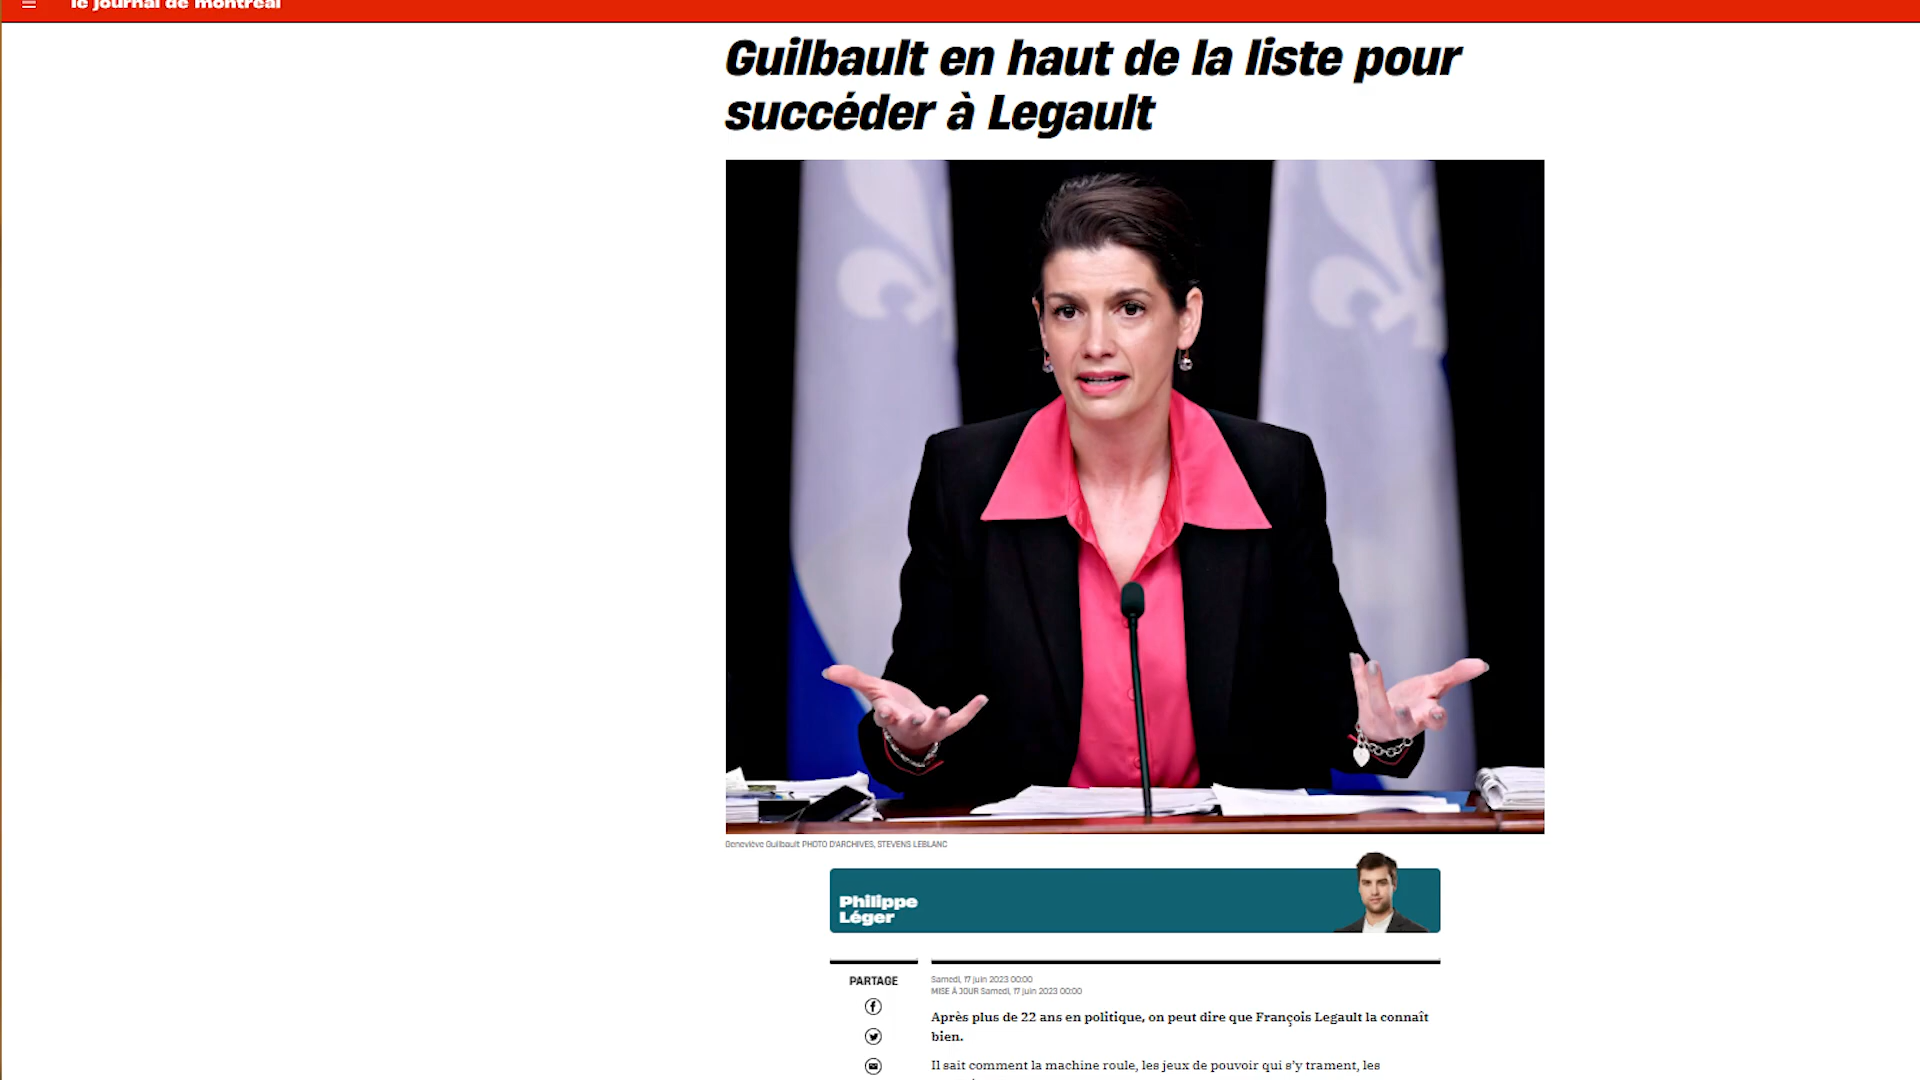 le journal de montréal
Guilbault en haut de la liste pour
succéder à Legault
Geneviève Guilbault PHOTO D'ARCHIVES, STEVENS LEBLANC
Philippe
Léger
PARTAGE
Samedi, 17 juin 2023 00:00
MISE À JOUR Samedi, 17 juin 2023 00:00
Après plus de 22 ans en politique, on peut dire que François Legault la connaît
bien.
Il sait comment la machine roule, les jeux de pouvoir qui s'y trament, les